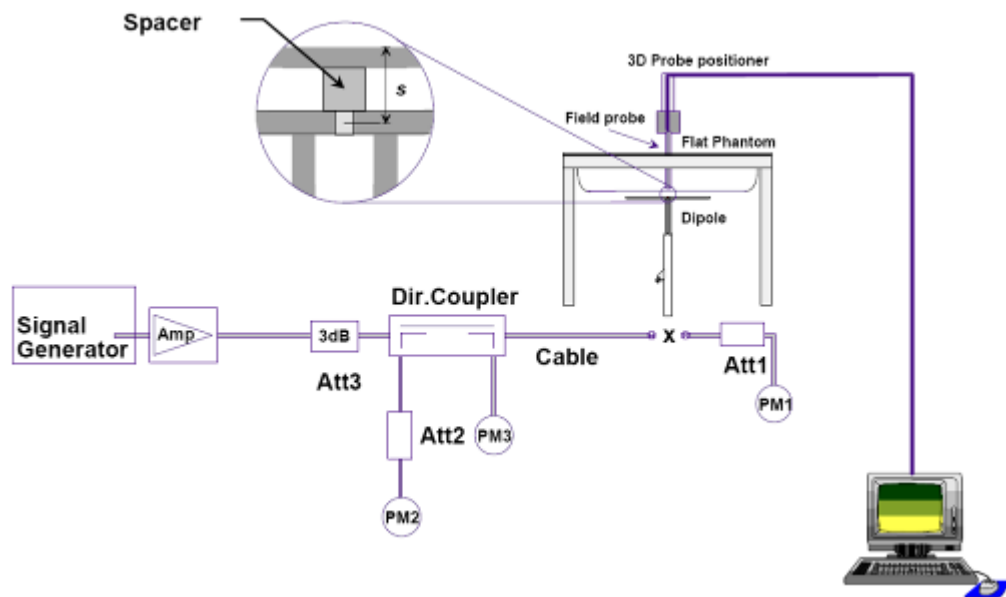 Spacer
s
3D Probe positioner
Field probe
Flat Phantom
Dipole
Dir.Coupler
Signal
Generator
Amp
3dB
Att3
Cable
x
Att1
PM1
Att2
PM3
PM2